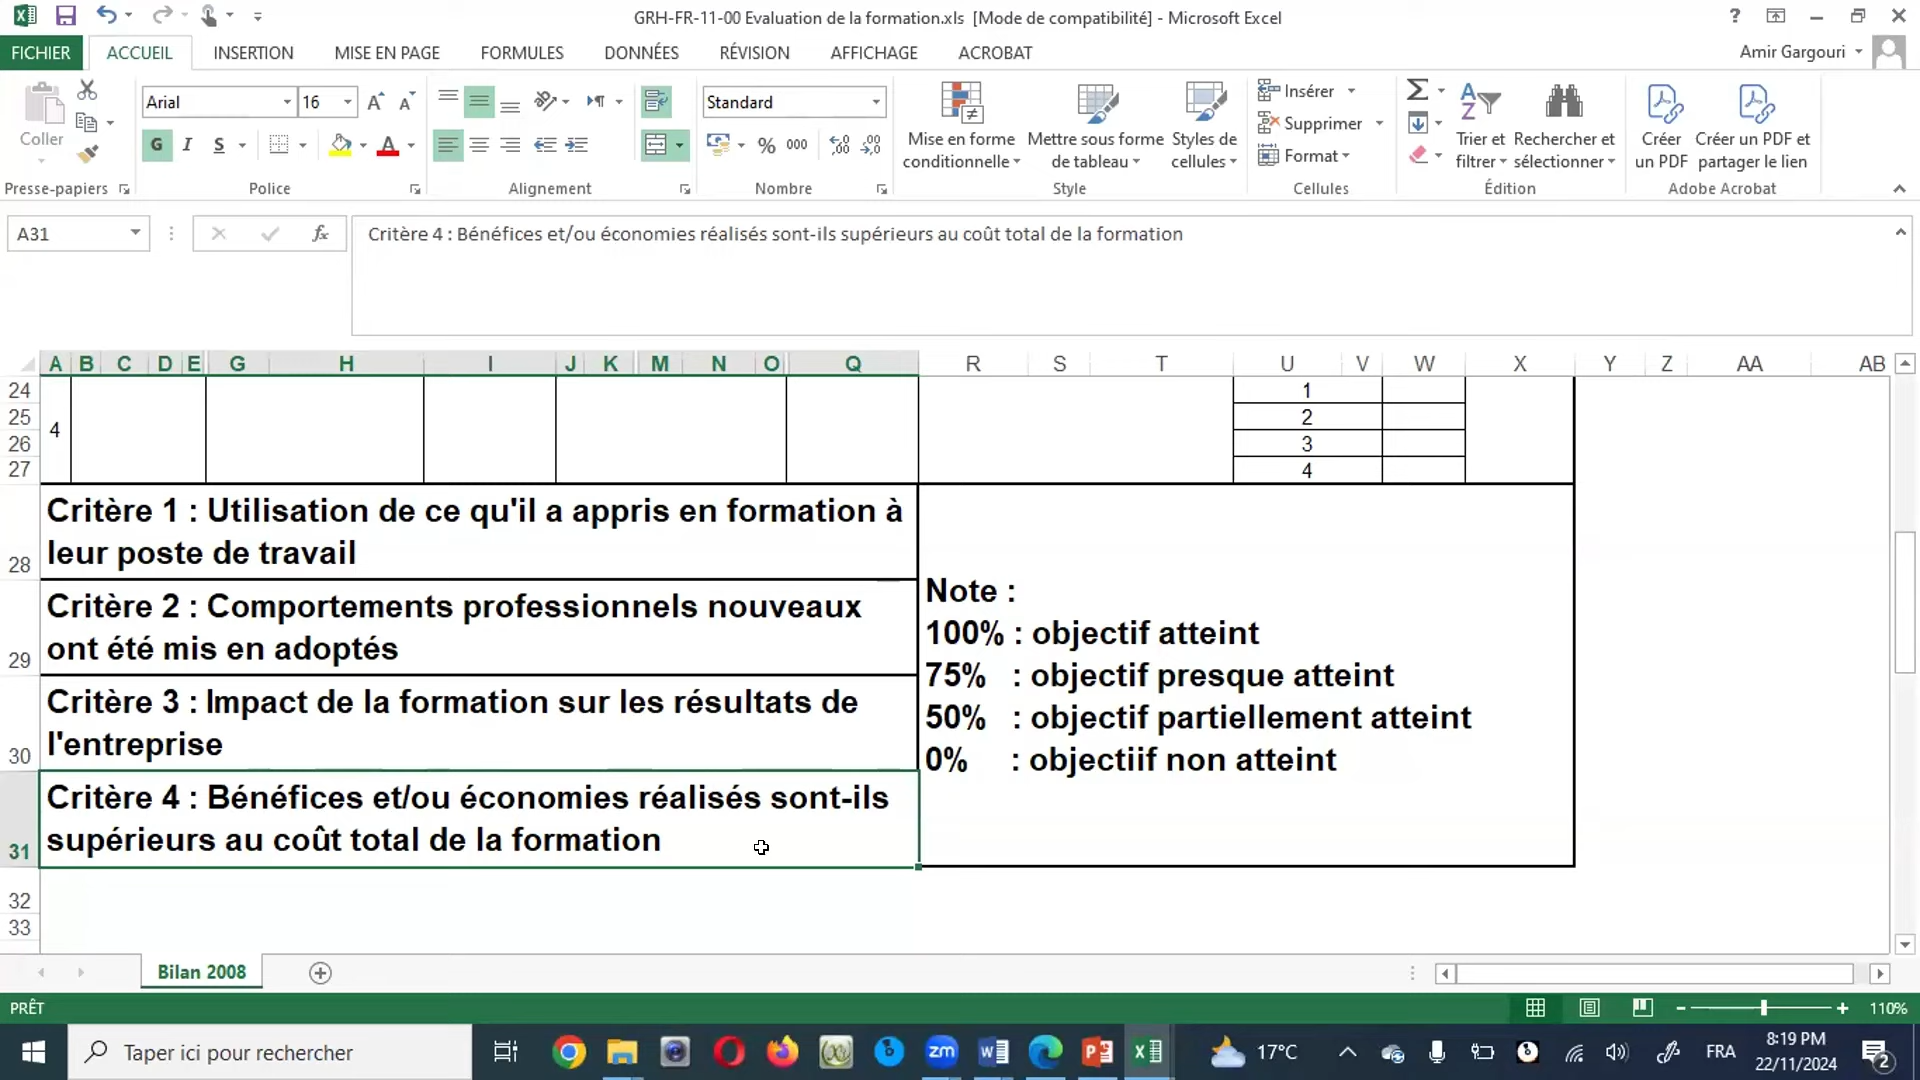 GRH-FR-11-00 Evaluation de la formation.xls [Mode de compatibilité] - Microsoft Excel
?
FICHIER ACCUEIL INSERTION MISE EN PAGE FORMULES DONNÉES RÉVISION AFFICHAGE ACROBAT Amir Gargouri
Coller
Arial 16
G I S A
Standard
% 000
Mise en forme conditionnelle
Mettre sous forme de tableau
Styles de cellules
Insérer
Supprimer
Format
Trier et filtrer
Rechercher et sélectionner
Créer un PDF
Créer un PDF et partager le lien
Presse-papiers Police Alignement Nombre Style Cellules Édition Adobe Acrobat
A31 fx Critère 4 : Bénéfices et/ou économies réalisés sont-ils supérieurs au coût total de la formation
A B C D E G H I J K M N O Q R S T U V W X Y Z AA AB
24 1
25 2
4
26 3
27 4
Critère 1 : Utilisation de ce qu'il a appris en formation à
leur poste de travail
28
Critère 2 : Comportements professionnels nouveaux
ont été mis en adoptés
29
Critère 3 : Impact de la formation sur les résultats de
l'entreprise
30
Critère 4 : Bénéfices et/ou économies réalisés sont-ils
supérieurs au coût total de la formation
31
Note :
100% : objectif atteint
75% : objectif presque atteint
50% : objectif partiellement atteint
0% : objectiif non atteint
32
33
Bilan 2008
PRÊT 110%
Taper ici pour rechercher
zm
17°C
FRA
8:19 PM
22/11/2024
2